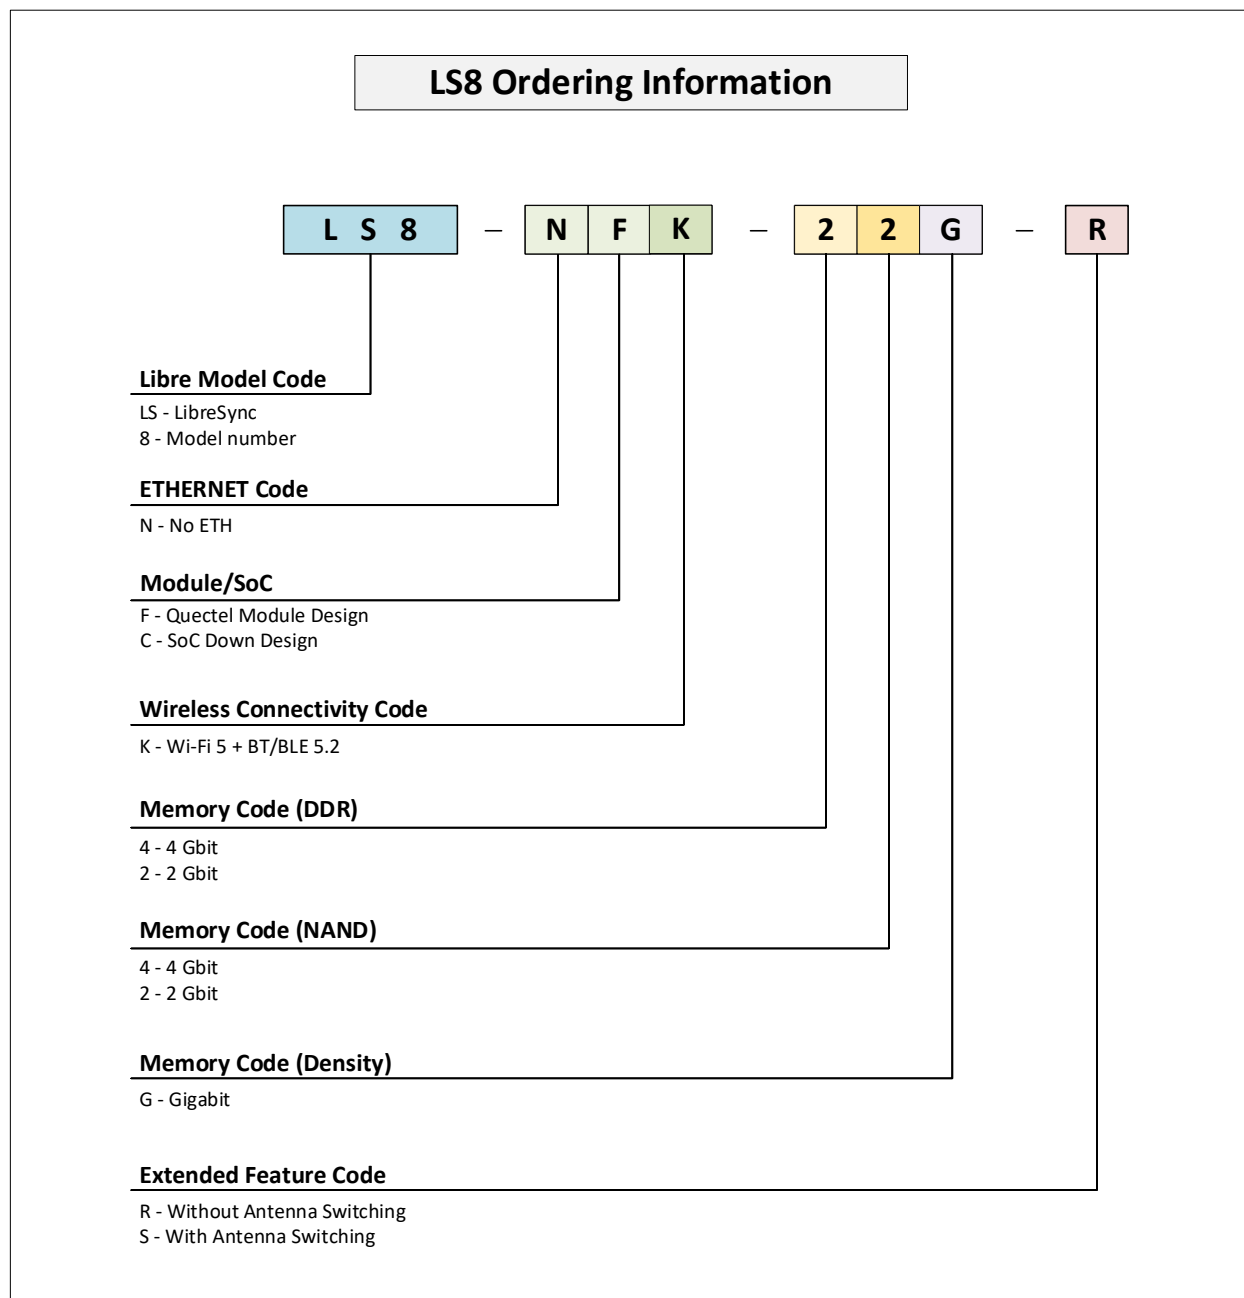 LS8 Ordering Information
L S 8 – N F K – 2 2 G – R
Libre Model Code
LS - LibreSync
8 - Model number
ETHERNET Code
N - No ETH
Module/SoC
F - Quectel Module Design
C - SoC Down Design
Wireless Connectivity Code
K - Wi-Fi 5 + BT/BLE 5.2
Memory Code (DDR)
4 - 4 Gbit
2 - 2 Gbit
Memory Code (NAND)
4 - 4 Gbit
2 - 2 Gbit
Memory Code (Density)
G - Gigabit
Extended Feature Code
R - Without Antenna Switching
S - With Antenna Switching